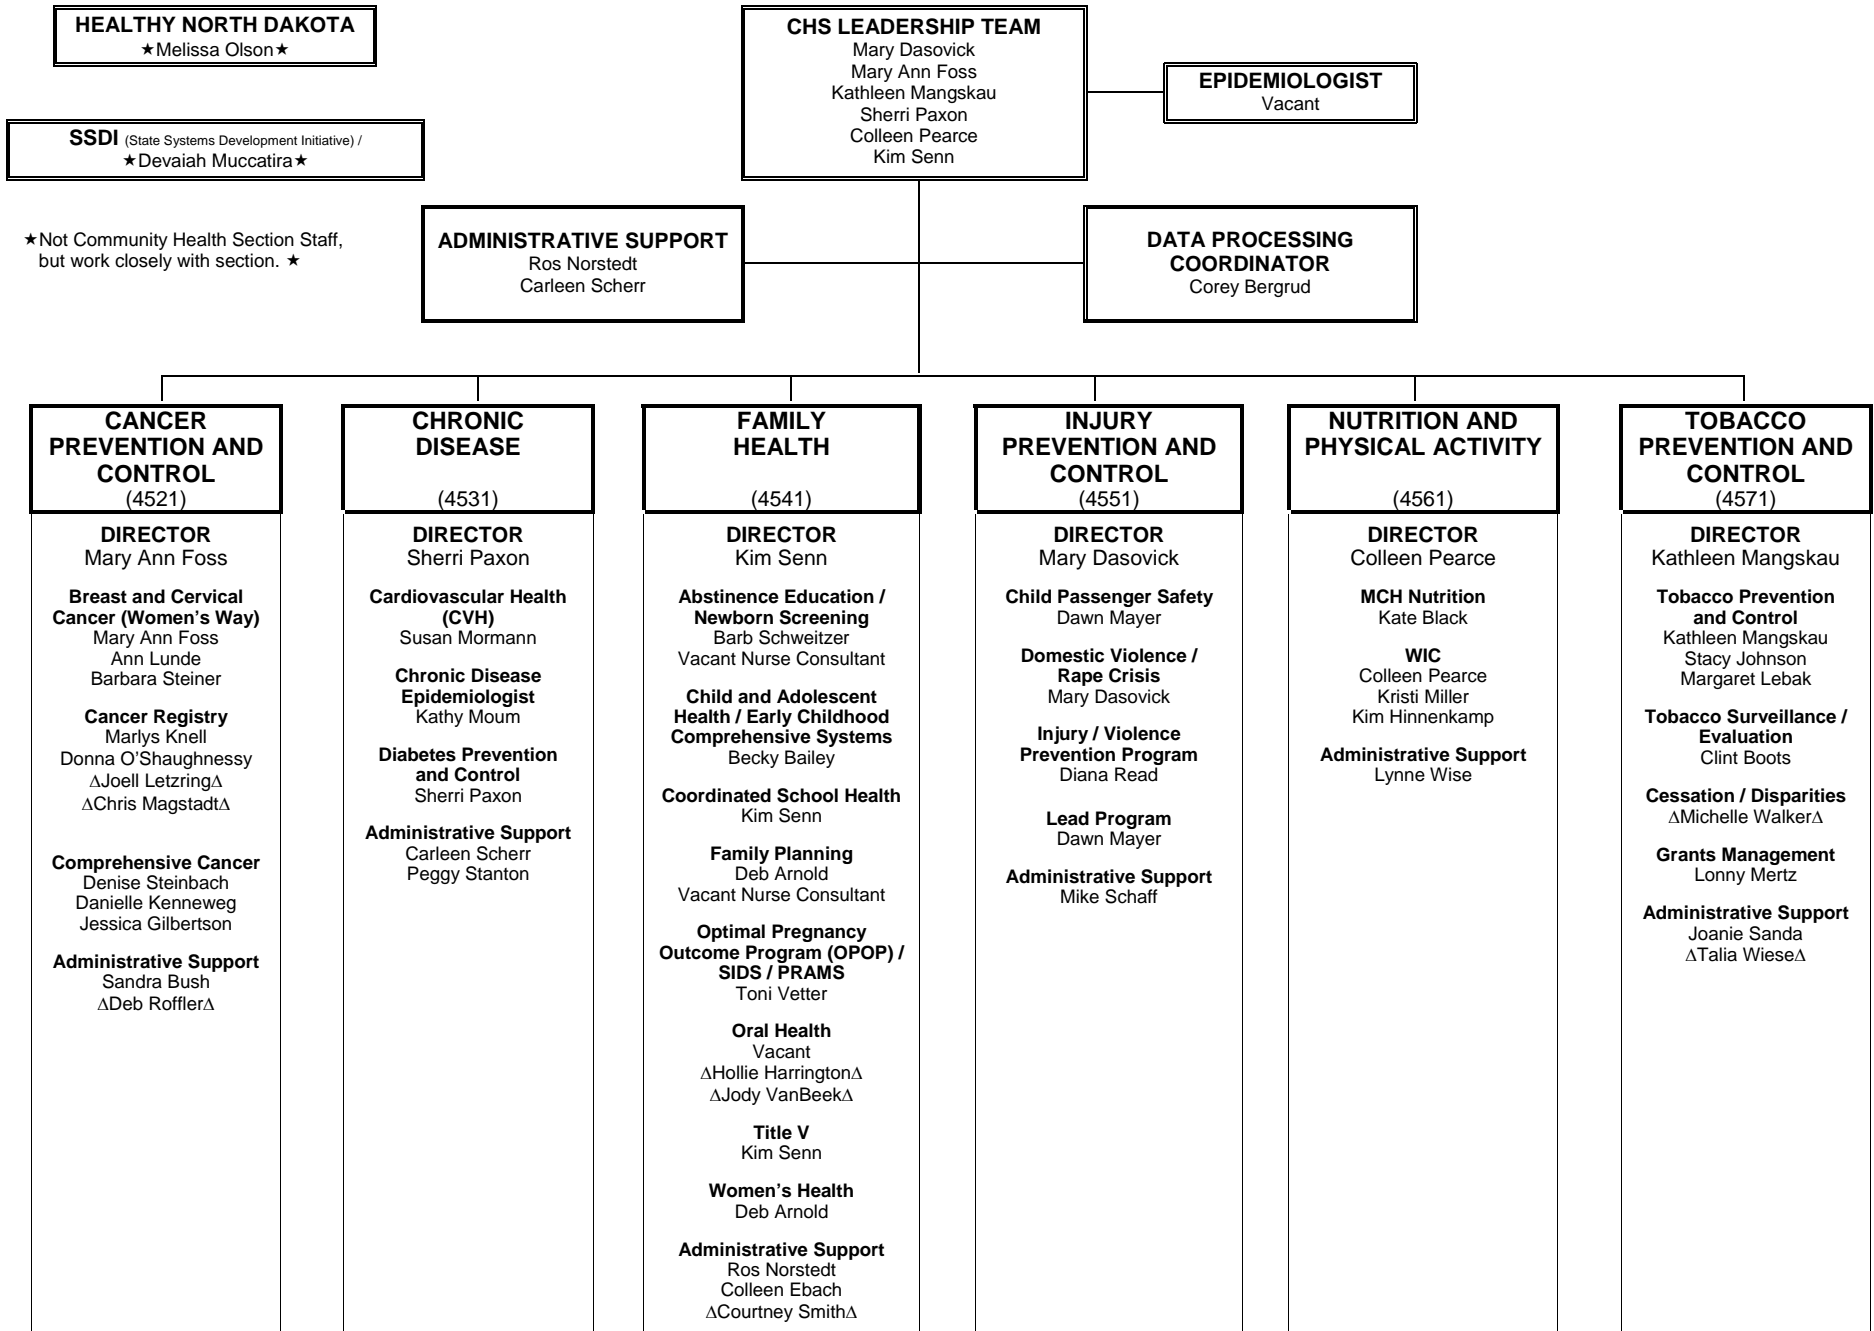 HEALTHY NORTH DAKOTA
★Melissa Olson★
SSDI (State Systems Development Initiative) /
★Devaiah Muccatira★
★Not Community Health Section Staff,
but work closely with section. ★
CHS LEADERSHIP TEAM
Mary Dasovick
Mary Ann Foss
Kathleen Mangskau
Sherri Paxon
Colleen Pearce
Kim Senn
EPIDEMIOLOGIST
Vacant
ADMINISTRATIVE SUPPORT
Ros Norstedt
Carleen Scherr
DATA PROCESSING
COORDINATOR
Corey Bergrud
CANCER
PREVENTION AND
CONTROL
(4521)
DIRECTOR
Mary Ann Foss
Breast and Cervical
Cancer (Women’s Way)
Mary Ann Foss
Ann Lunde
Barbara Steiner
Cancer Registry
Marlys Knell
Donna O’Shaughnessy
∆Joell Letzring∆
∆Chris Magstadt∆
Comprehensive Cancer
Denise Steinbach
Danielle Kenneweg
Jessica Gilbertson
Administrative Support
Sandra Bush
∆Deb Roffler∆
CHRONIC
DISEASE
(4531)
DIRECTOR
Sherri Paxon
Cardiovascular Health
(CVH)
Susan Mormann
Chronic Disease
Epidemiologist
Kathy Moum
Diabetes Prevention
and Control
Sherri Paxon
Administrative Support
Carleen Scherr
Peggy Stanton
FAMILY
HEALTH
(4541)
DIRECTOR
Kim Senn
Abstinence Education /
Newborn Screening
Barb Schweitzer
Vacant Nurse Consultant
Child and Adolescent
Health / Early Childhood
Comprehensive Systems
Becky Bailey
Coordinated School Health
Kim Senn
Family Planning
Deb Arnold
Vacant Nurse Consultant
Optimal Pregnancy
Outcome Program (OPOP) /
SIDS / PRAMS
Toni Vetter
Oral Health
Vacant
∆Hollie Harrington∆
∆Jody VanBeek∆
Title V
Kim Senn
Women’s Health
Deb Arnold
Administrative Support
Ros Norstedt
Colleen Ebach
∆Courtney Smith∆
INJURY
PREVENTION AND
CONTROL
(4551)
DIRECTOR
Mary Dasovick
Child Passenger Safety
Dawn Mayer
Domestic Violence /
Rape Crisis
Mary Dasovick
Injury / Violence
Prevention Program
Diana Read
Lead Program
Dawn Mayer
Administrative Support
Mike Schaff
NUTRITION AND
PHYSICAL ACTIVITY
(4561)
DIRECTOR
Colleen Pearce
MCH Nutrition
Kate Black
WIC
Colleen Pearce
Kristi Miller
Kim Hinnenkamp
Administrative Support
Lynne Wise
TOBACCO
PREVENTION AND
CONTROL
(4571)
DIRECTOR
Kathleen Mangskau
Tobacco Prevention
and Control
Kathleen Mangskau
Stacy Johnson
Margaret Lebak
Tobacco Surveillance /
Evaluation
Clint Boots
Cessation / Disparities
∆Michelle Walker∆
Grants Management
Lonny Mertz
Administrative Support
Joanie Sanda
∆Talia Wiese∆